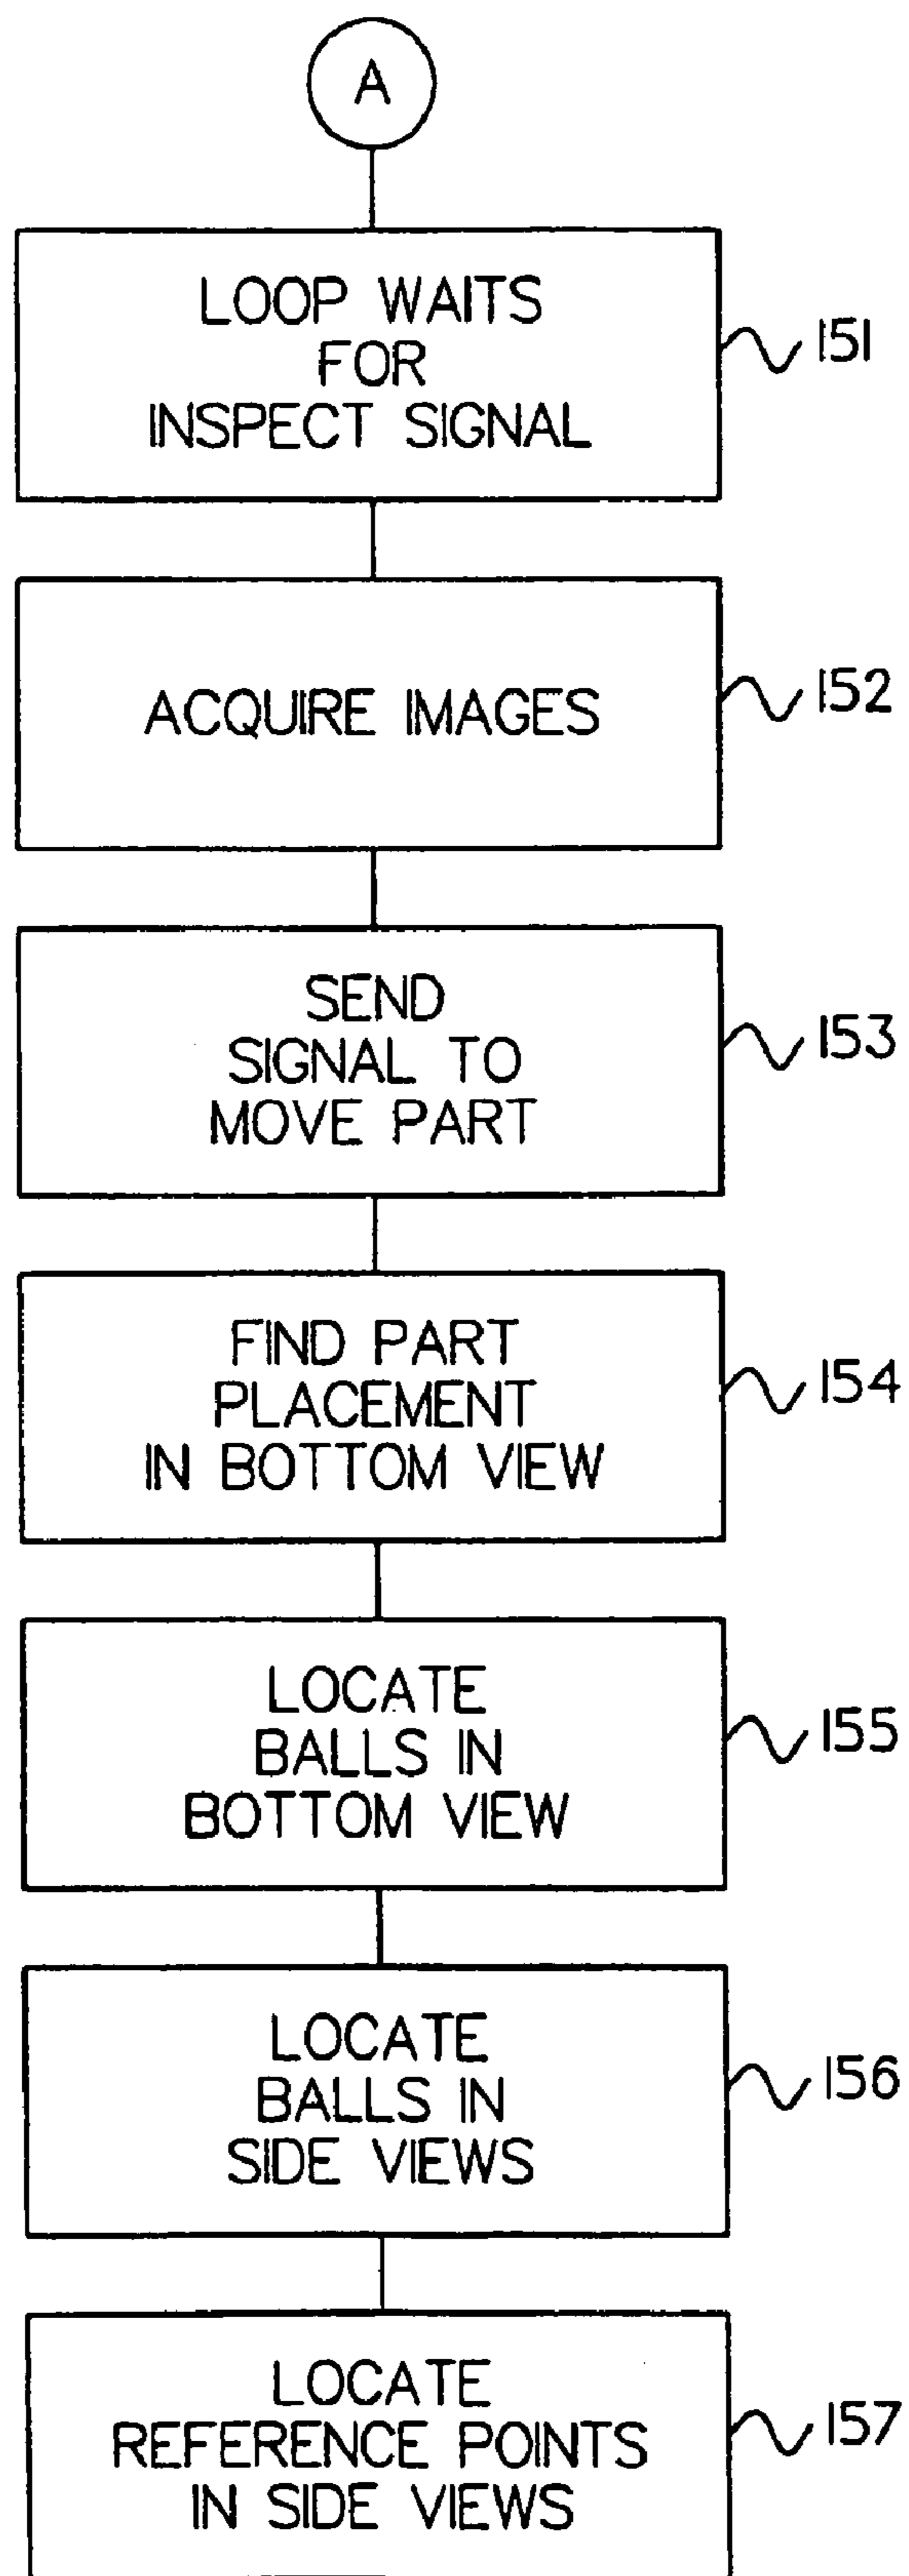 A
LOOP WAITS
FOR
INSPECT SIGNAL
151
ACQUIRE IMAGES
152
SEND
SIGNAL TO
MOVE PART
153
FIND PART
PLACEMENT
IN BOTTOM VIEW
154
LOCATE
BALLS IN
BOTTOM VIEW
155
LOCATE
BALLS IN
SIDE VIEWS
156
LOCATE
REFERENCE POINTS
IN SIDE VIEWS
157